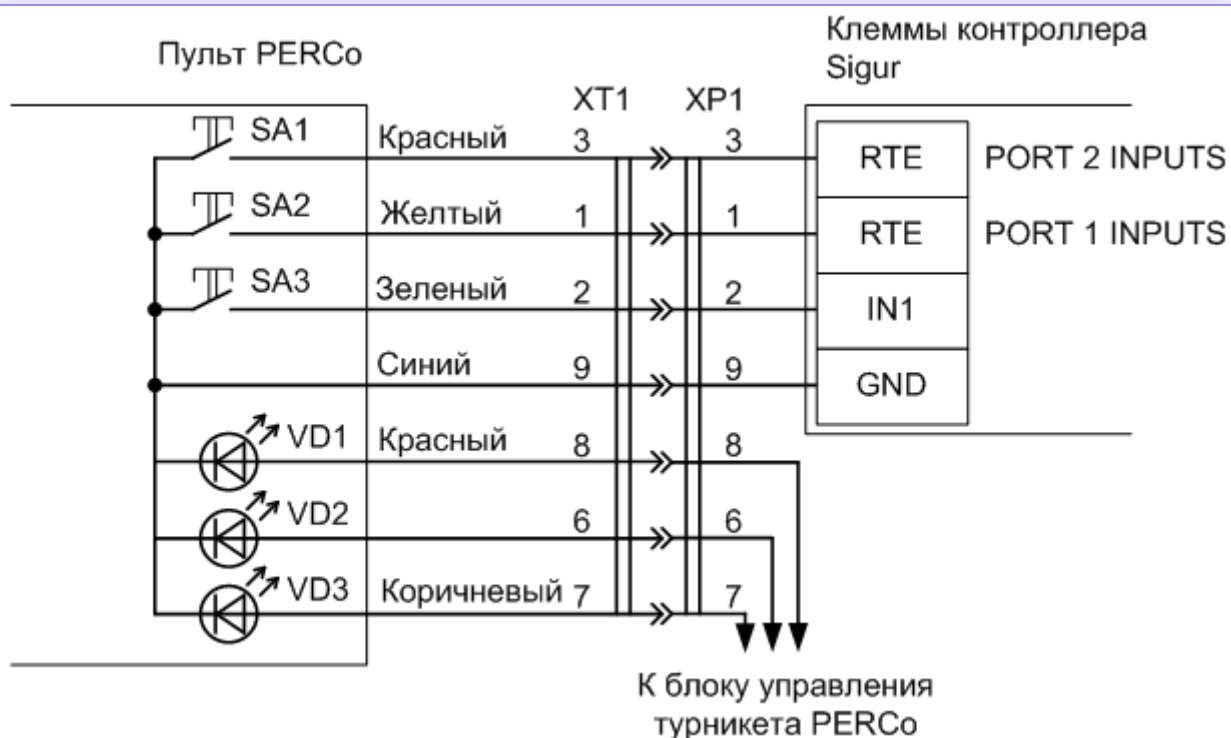 Пульт PERCo
Клеммы контроллера
Sigur
XT1 XP1
SA1 Красный 3 3 RTE PORT 2 INPUTS
SA2 Желтый 1 1 RTE PORT 1 INPUTS
SA3 Зеленый 2 2 IN1
Синий 9 9 GND
VD1 Красный 8 8
VD2 6 6
VD3 Коричневый 7 7
К блоку управления
турникета PERCo